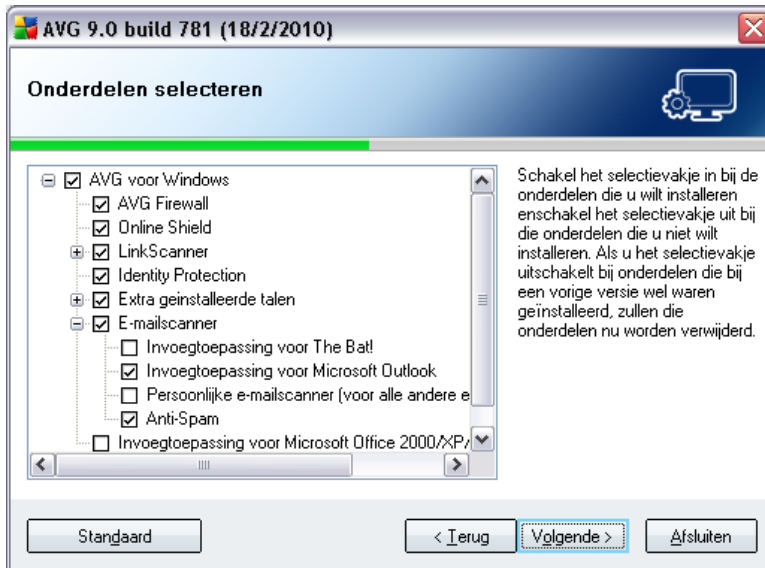 AVG 9.0 build 781 (18/2/2010)
Onderdelen selecteren
AVG voor Windows
AVG Firewall
Online Shield
LinkScanner
Identity Protection
Extra geinstalleerde talen
E-mailscanner
Invoegtoepassing voor The Bat!
Invoegtoepassing voor Microsoft Outlook
Persoonlijke e-mailscanner (voor alle andere e
Anti-Spam
Invoegtoepassing voor Microsoft Office 2000/XP/
Schakel het selectievakje in bij de
onderdelen die u wilt installeren
enschakel het selectievakje uit bij
die onderdelen die u niet wilt
installeren. Als u het selectievakje
uitschakelt bij onderdelen die bij
een vorige versie wel waren
geïnstalleerd, zullen die
onderdelen nu worden verwijderd.
Standaard
< Terug
Volgende >
Afsluiten